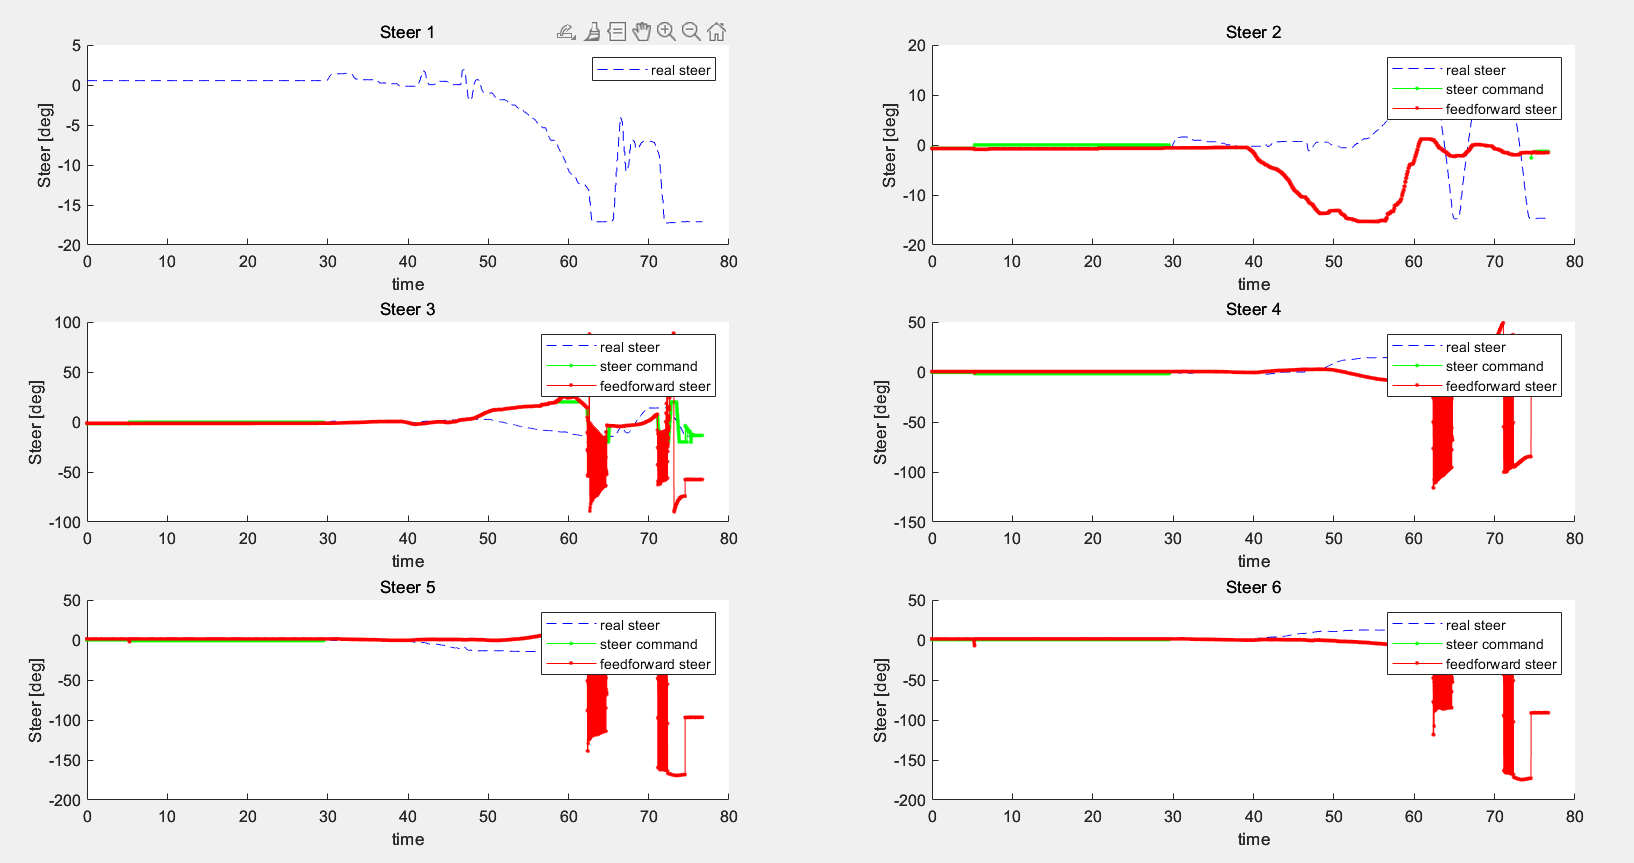 Steer 1
5
0
-5
-10
-15
-20
Steer [deg]
real steer
0 10 20 30 40 50 60 70 80
time
Steer 2
20
10
0
-10
-20
Steer [deg]
real steer
steer command
feedforward steer
0 10 20 30 40 50 60 70 80
time
Steer 3
100
50
0
-50
-100
Steer [deg]
real steer
steer command
feedforward steer
0 10 20 30 40 50 60 70 80
time
Steer 4
50
0
-50
-100
-150
Steer [deg]
real steer
steer command
feedforward steer
0 10 20 30 40 50 60 70 80
time
Steer 5
50
0
-50
-100
-150
-200
Steer [deg]
real steer
steer command
feedforward steer
0 10 20 30 40 50 60 70 80
time
Steer 6
50
0
-50
-100
-150
-200
Steer [deg]
real steer
steer command
feedforward steer
0 10 20 30 40 50 60 70 80
time